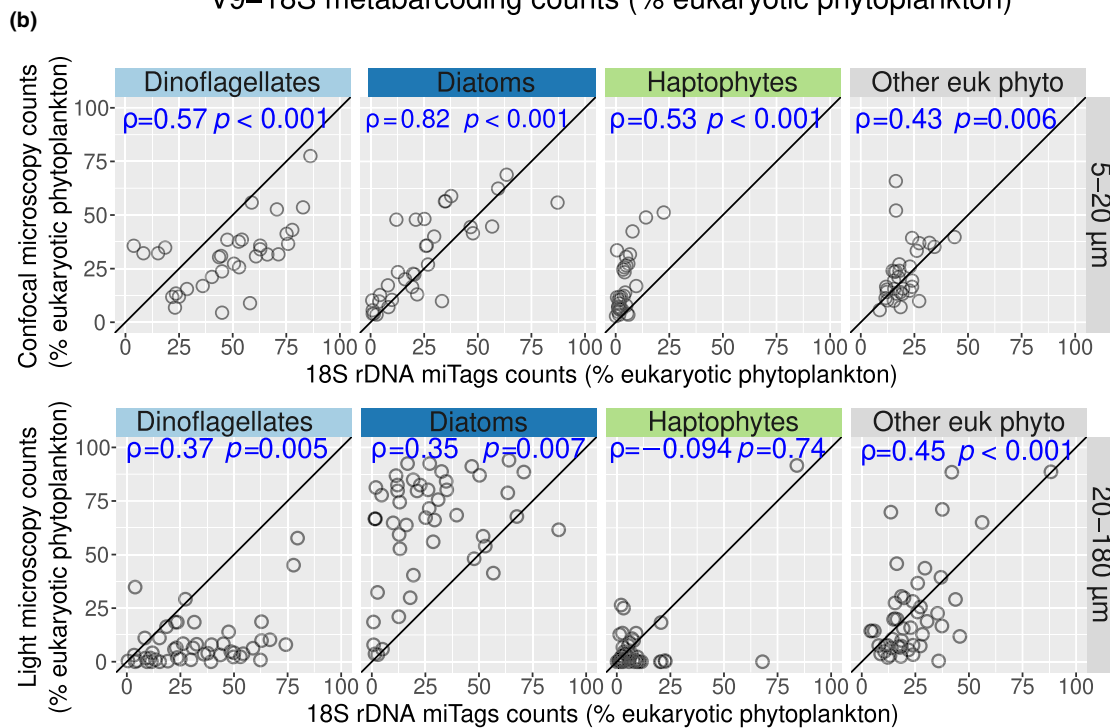 V9–18S metabarcoding counts (% eukaryotic phytoplankton)
(b)
Dinoflagellates Diatoms Haptophytes Other euk phyto
ρ=0.57 p < 0.001 ρ=0.82 p < 0.001 ρ=0.53 p < 0.001 ρ=0.43 p=0.006
Confocal microscopy counts
(% eukaryotic phytoplankton)
100
75
50
25
0
5–20 µm
0 25 50 75 100 0 25 50 75 100 0 25 50 75 100 0 25 50 75 100
18S rDNA miTags counts (% eukaryotic phytoplankton)
Dinoflagellates Diatoms Haptophytes Other euk phyto
ρ=0.37 p=0.005 ρ=0.35 p=0.007 ρ=−0.094 p=0.74 ρ=0.45 p < 0.001
Light microscopy counts
(% eukaryotic phytoplankton)
100
75
50
25
0
20–180 µm
0 25 50 75 100 0 25 50 75 100 0 25 50 75 100 0 25 50 75 100
18S rDNA miTags counts (% eukaryotic phytoplankton)